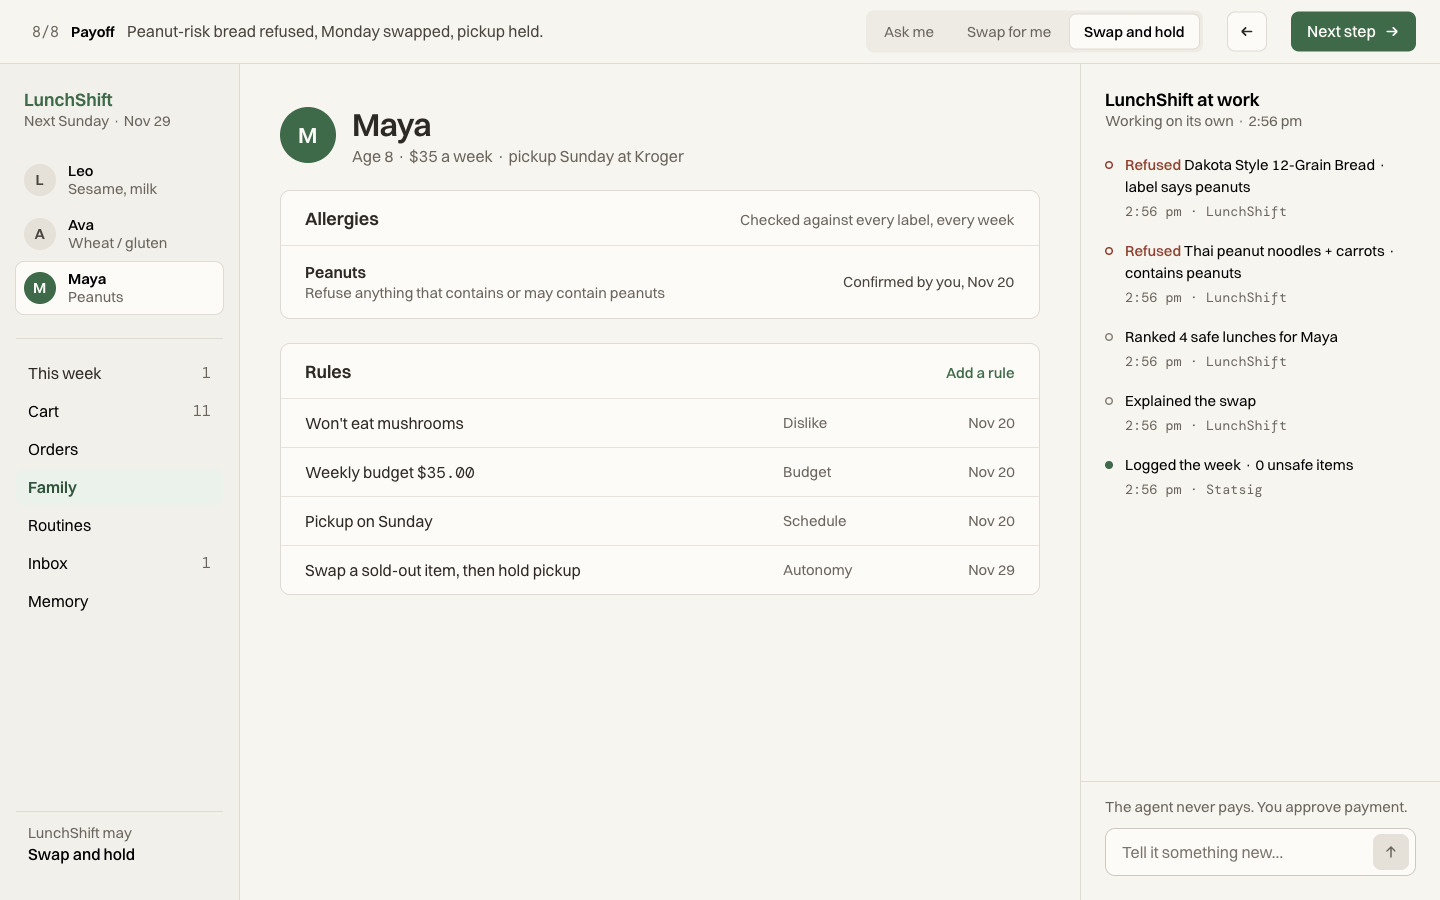 8/8 Payoff Peanut-risk bread refused, Monday swapped, pickup held.
Ask me Swap for me Swap and hold ← Next step →
LunchShift
Next Sunday · Nov 29
L
Leo
Sesame, milk
A
Ava
Wheat / gluten
M
Maya
Peanuts
This week 1
Cart 11
Orders
Family
Routines
Inbox 1
Memory
LunchShift may
Swap and hold
M
Maya
Age 8 · $35 a week · pickup Sunday at Kroger
Allergies Checked against every label, every week
Peanuts
Refuse anything that contains or may contain peanuts
Confirmed by you, Nov 20
Rules Add a rule
Won't eat mushrooms Dislike Nov 20
Weekly budget $35.00 Budget Nov 20
Pickup on Sunday Schedule Nov 20
Swap a sold-out item, then hold pickup Autonomy Nov 29
LunchShift at work
Working on its own · 2:56 pm
Refused Dakota Style 12-Grain Bread ·
label says peanuts
2:56 pm · LunchShift
Refused Thai peanut noodles + carrots ·
contains peanuts
2:56 pm · LunchShift
Ranked 4 safe lunches for Maya
2:56 pm · LunchShift
Explained the swap
2:56 pm · LunchShift
Logged the week · 0 unsafe items
2:56 pm · Statsig
The agent never pays. You approve payment.
Tell it something new... ↑